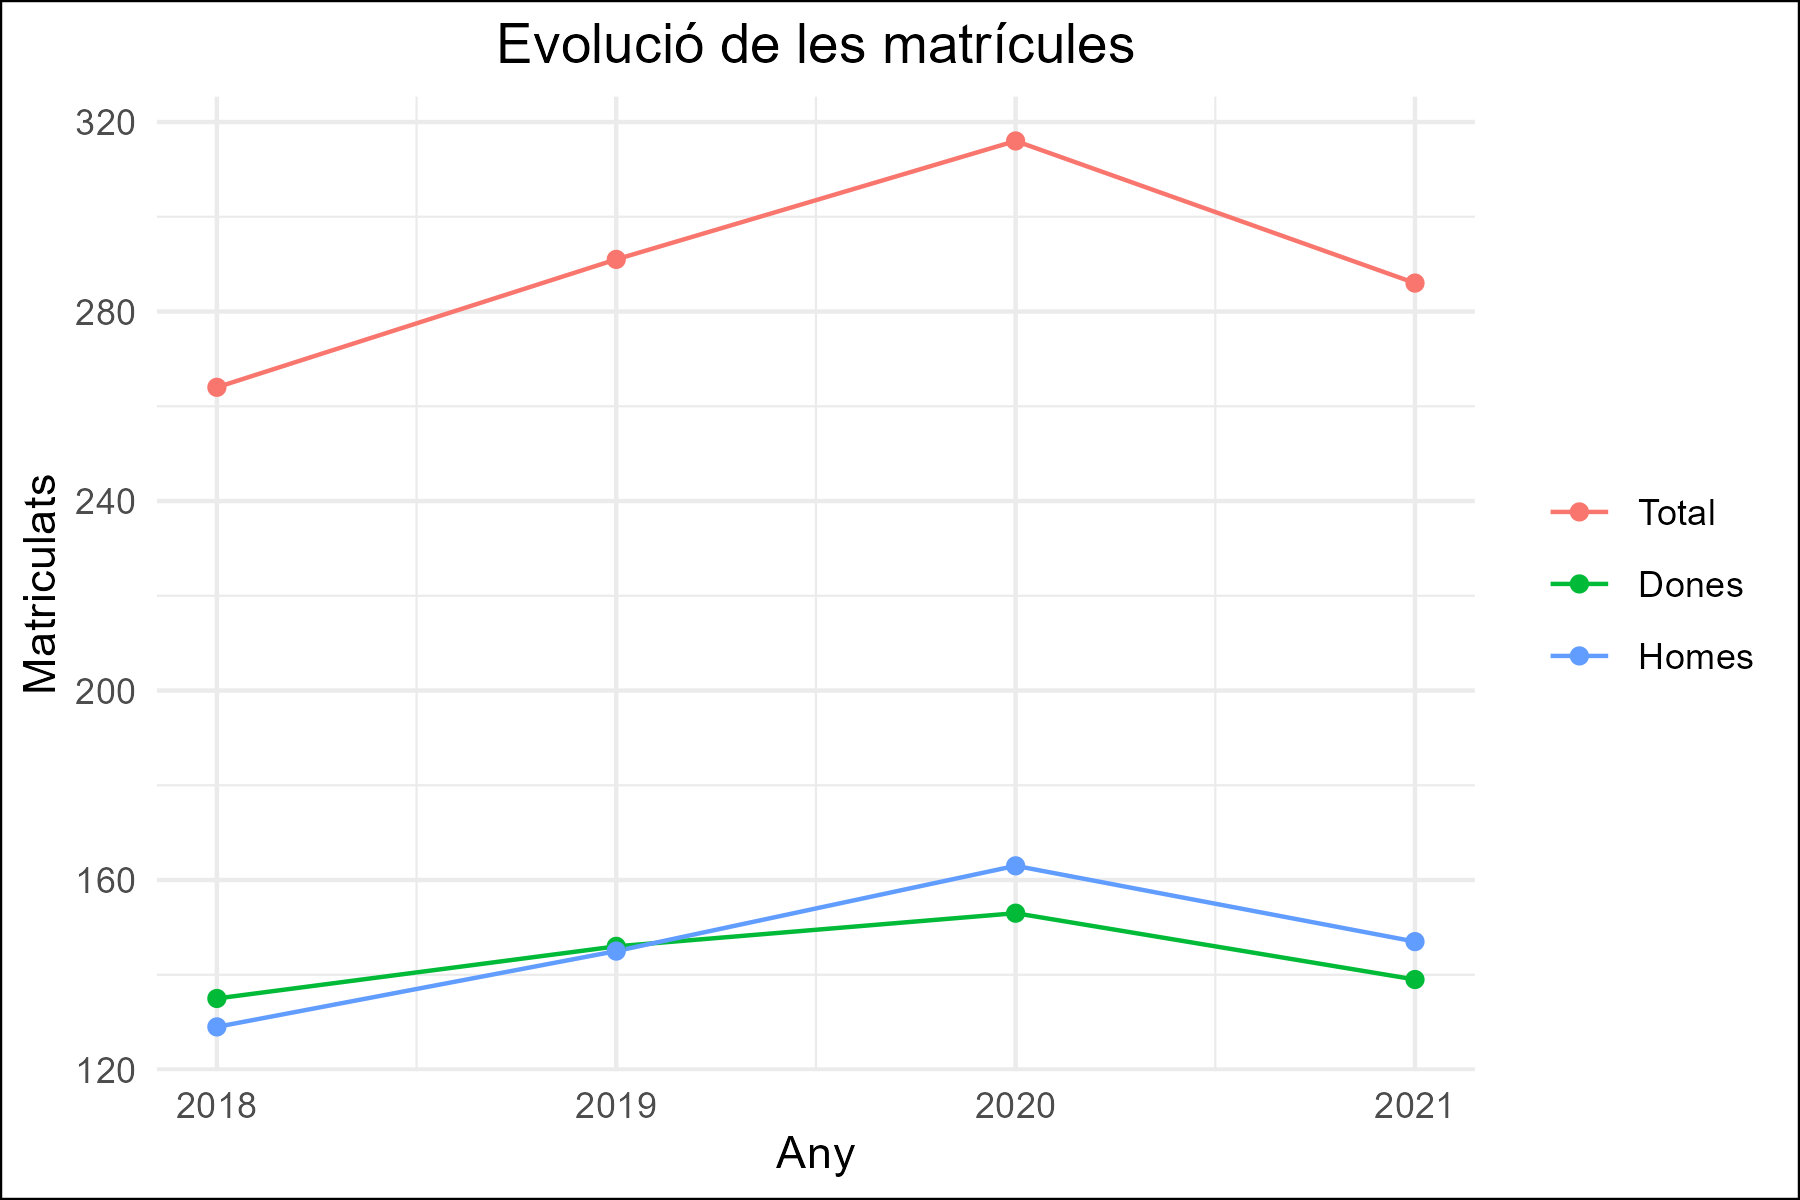 Evolució de les matrícules
320
280
240
200
160
120
Matriculats
2018 2019 2020 2021
Any
Total
Dones
Homes